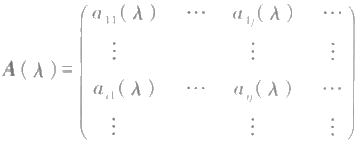 A(λ) = 
a₁₁(λ) ⋯ a₁ⱼ(λ) ⋯
⋮ ⋮ ⋮
aᵢ₁(λ) ⋯ aᵢⱼ(λ) ⋯
⋮ ⋮ ⋮